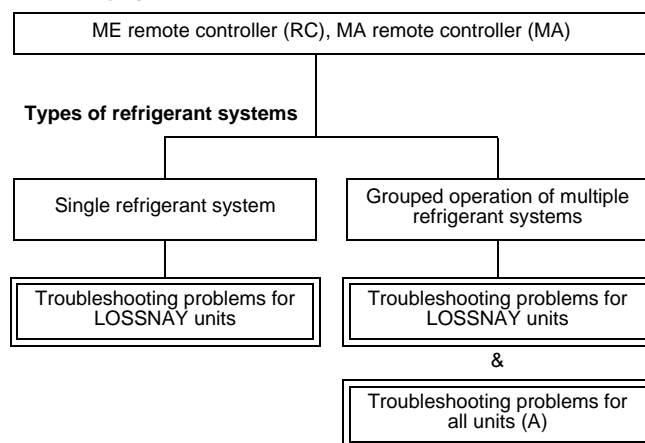 ME remote controller (RC), MA remote controller (MA)
Types of refrigerant systems
Single refrigerant system
Grouped operation of multiple
refrigerant systems
Troubleshooting problems for
LOSSNAY units
Troubleshooting problems for
LOSSNAY units
&
Troubleshooting problems for
all units (A)